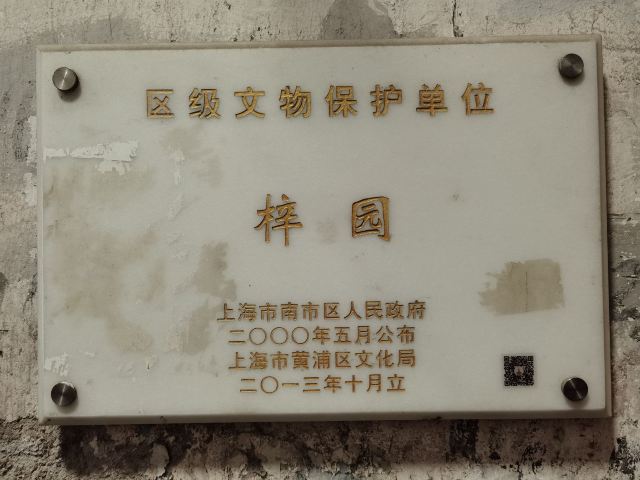 区级文物保护单位
梓园
上海市南市区人民政府
二〇〇〇年五月公布
上海市黄浦区文化局
二〇一三年十月立